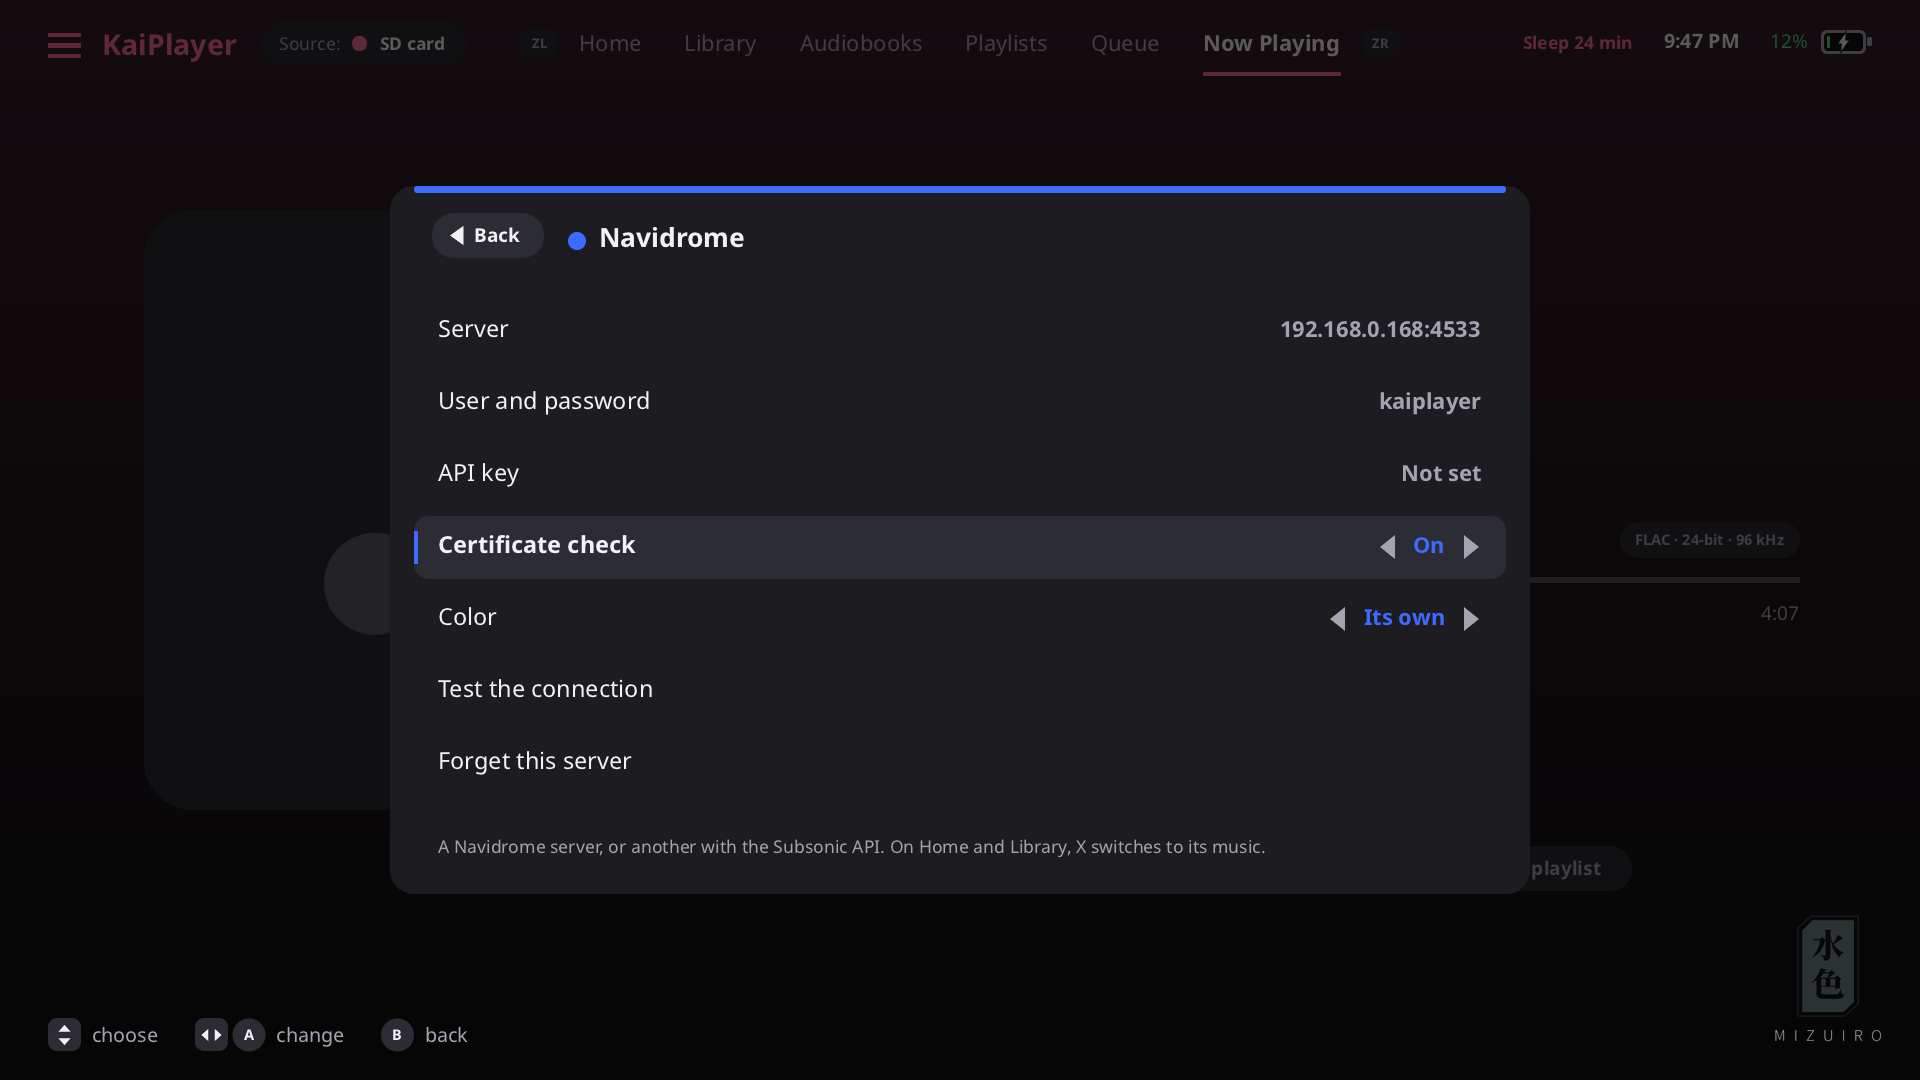 KaiPlayer
Source: SD card
ZL
Home
Library
Audiobooks
Playlists
Queue
Now Playing
ZR
Sleep 24 min
9:47 PM
12%
Back
Navidrome
Server
192.168.0.168:4533
User and password
kaiplayer
API key
Not set
Certificate check
On
Color
Its own
Test the connection
Forget this server
A Navidrome server, or another with the Subsonic API. On Home and Library, X switches to its music.
FLAC · 24-bit · 96 kHz
4:07
playlist
水色
MIZUIRO
choose
A change
B back